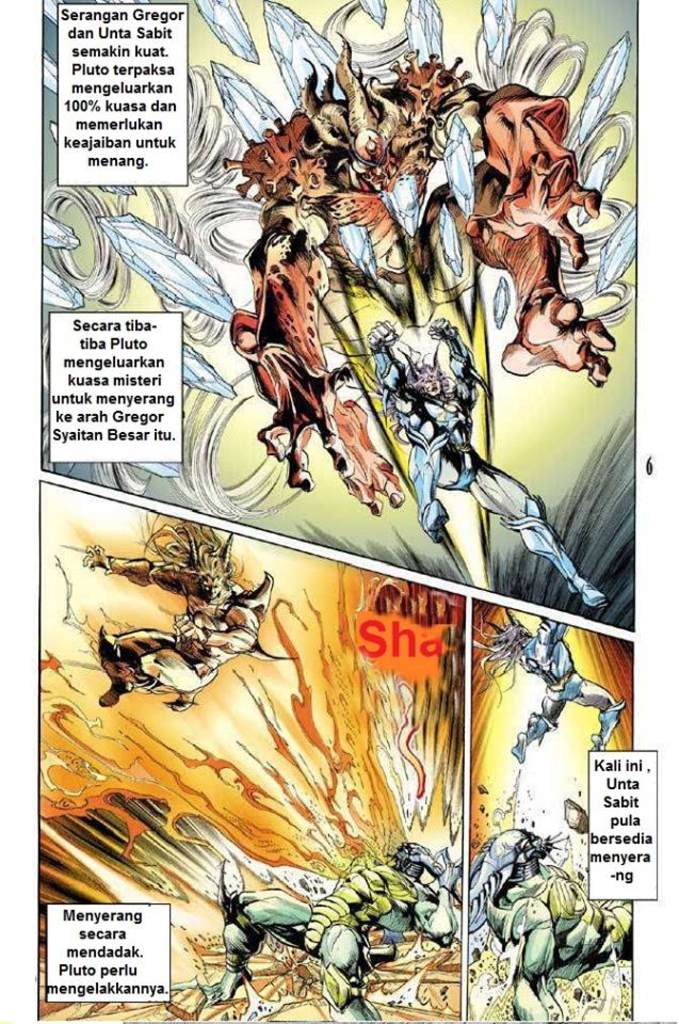 Serangan Gregor
dan Unta Sabit
semakin kuat.
Pluto terpaksa
mengeluarkan
100% kuasa dan
memerlukan
keajaiban untuk
menang.
Secara tiba-
tiba Pluto
mengeluarkan
kuasa misteri
untuk menyerang
ke arah Gregor
Syaitan Besar itu.
6
Sha
Kali ini ,
Unta
Sabit
pula
bersedia
menyera
-ng
Menyerang
secara
mendadak.
Pluto perlu
mengelakkannya.